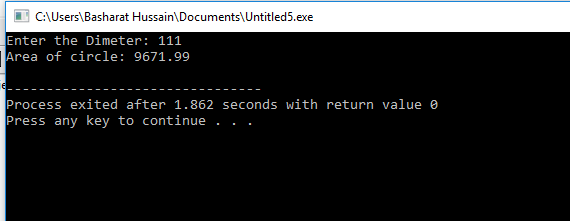 C:\Users\Basharat Hussain\Documents\Untitled5.exe
Enter the Dimeter: 111
Area of circle: 9671.99
--------------------------------
Process exited after 1.862 seconds with return value 0
Press any key to continue . . .